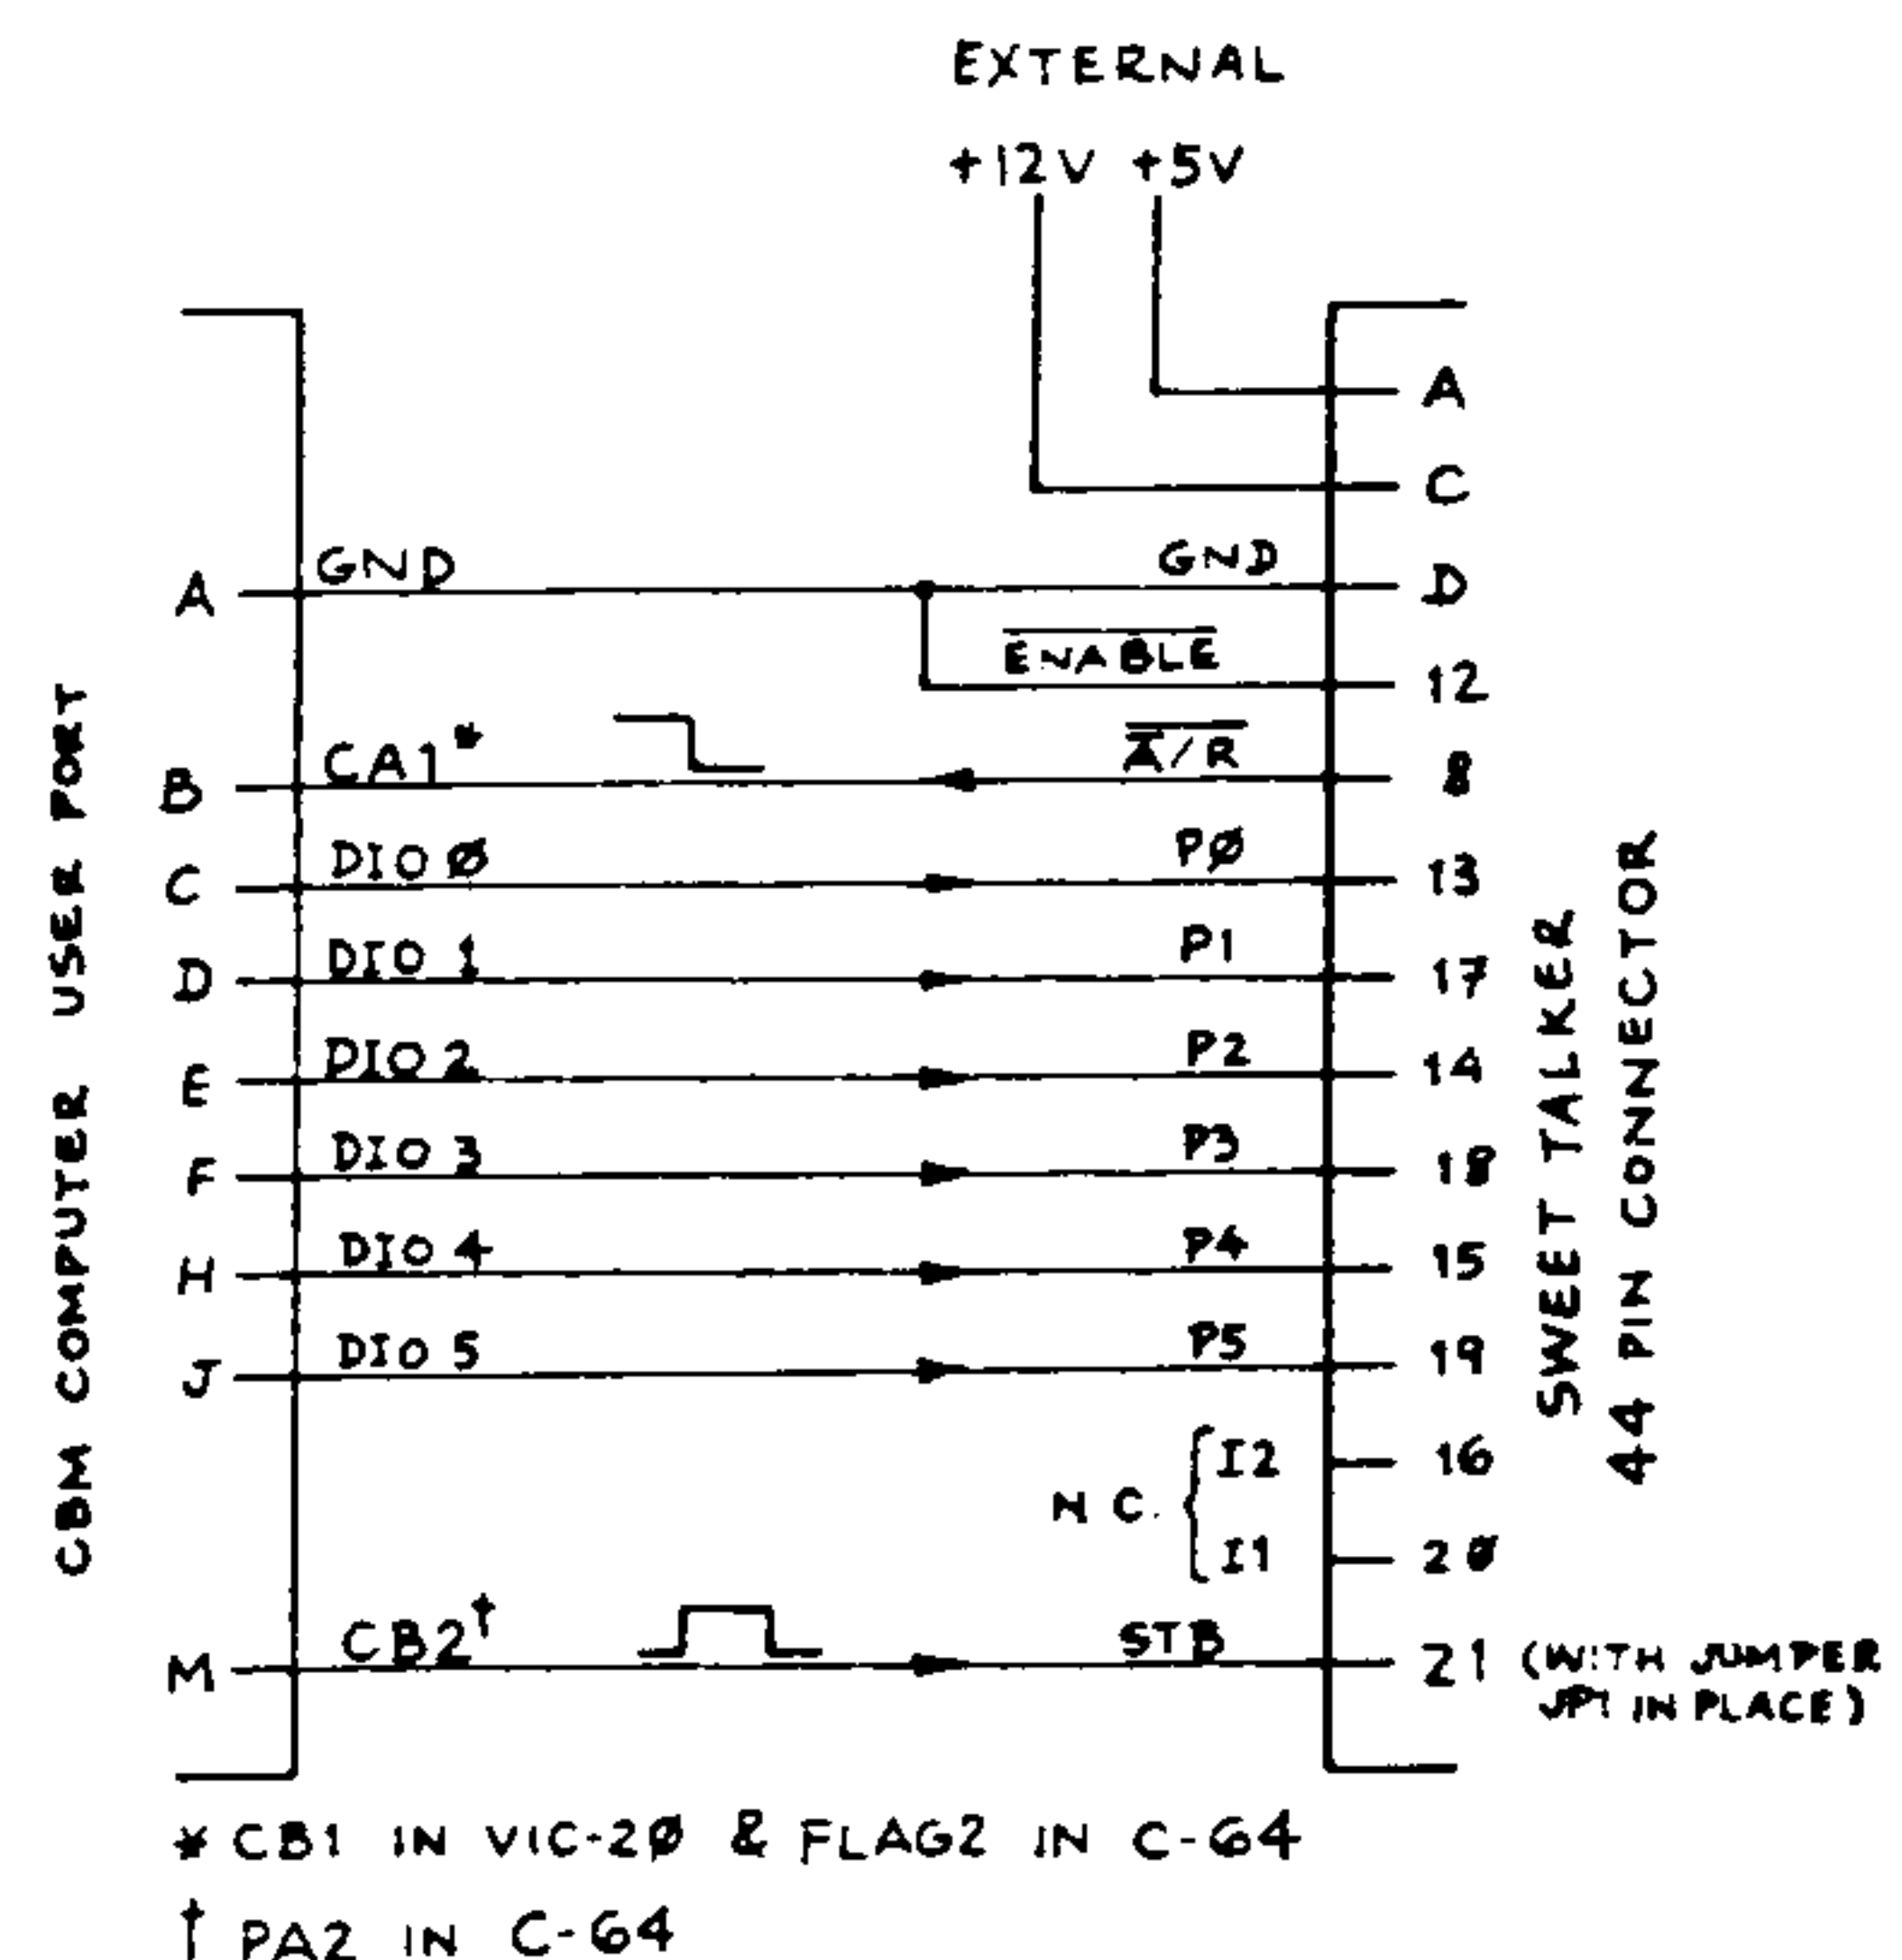 EXTERNAL
+12V +5V
A
C
A GND GND D
E̅N̅A̅B̅L̅E̅ 12
B CA1* A̅/R 8
C DIO Ø PØ 13
D DIO 1 P1 17
E DIO 2 P2 14
F DIO 3 P3 18
H DIO 4 P4 15
J DIO 5 P5 19
N C. I2 16
I1 2Ø
M CB2† STB 21 (WITH JUMPER
JP1 IN PLACE)
CBM COMPUTER USER PORT
SWEET TALKER
44 PIN CONNECTOR
* CB1 IN VIC-2Ø & FLAG2 IN C-64
† PA2 IN C-64